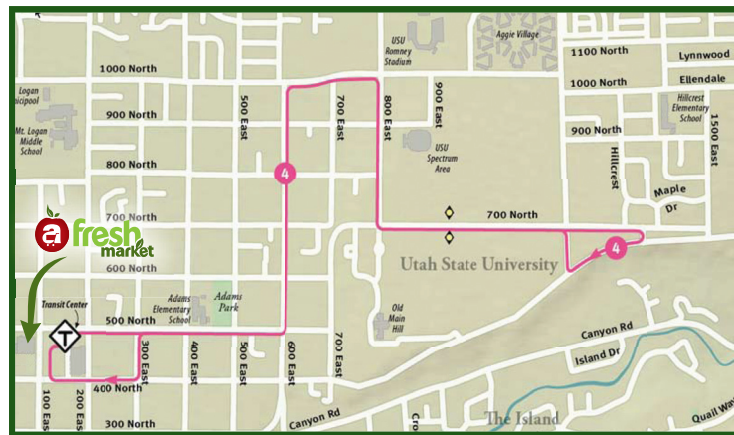 USU
Romney
Stadium
Aggie Village
1100 North
Lynnwood
1000 North
1000 North
Ellendale
Logan
nicipool
900 East
Hillcrest
Elementary
School
500 East
700 East
800 East
1500 East
900 North
900 North
Mt. Logan
Middle
School
USU
Spectrum
Area
800 North
4
Hillcrest
Maple
Dr
700 North
700 North
a fresh
market
4
Utah State University
600 North
Transit Center
Adams
Elementary
School
Adams
Park
Old
Main
Hill
500 North
T
Canyon Rd
Island Dr
300 East
400 East
500 East
600 East
700 East
400 North
100 East
200 East
300 North
Canyon Rd
Cro
The Island
Quail Way